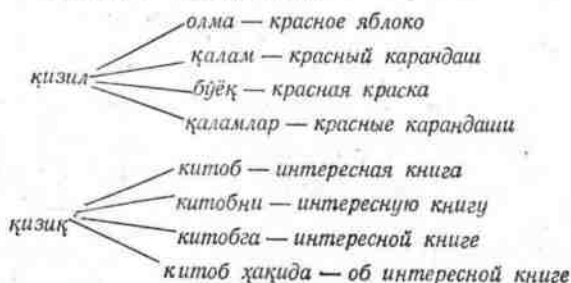 олма — красное яблоко
қалам — красный карандаш
қизил
бўёқ — красная краска
қаламлар — красные карандаши
китоб — интересная книга
китобни — интересную книгу
қизиқ
китобга — интересной книге
китоб ҳақида — об интересной книге